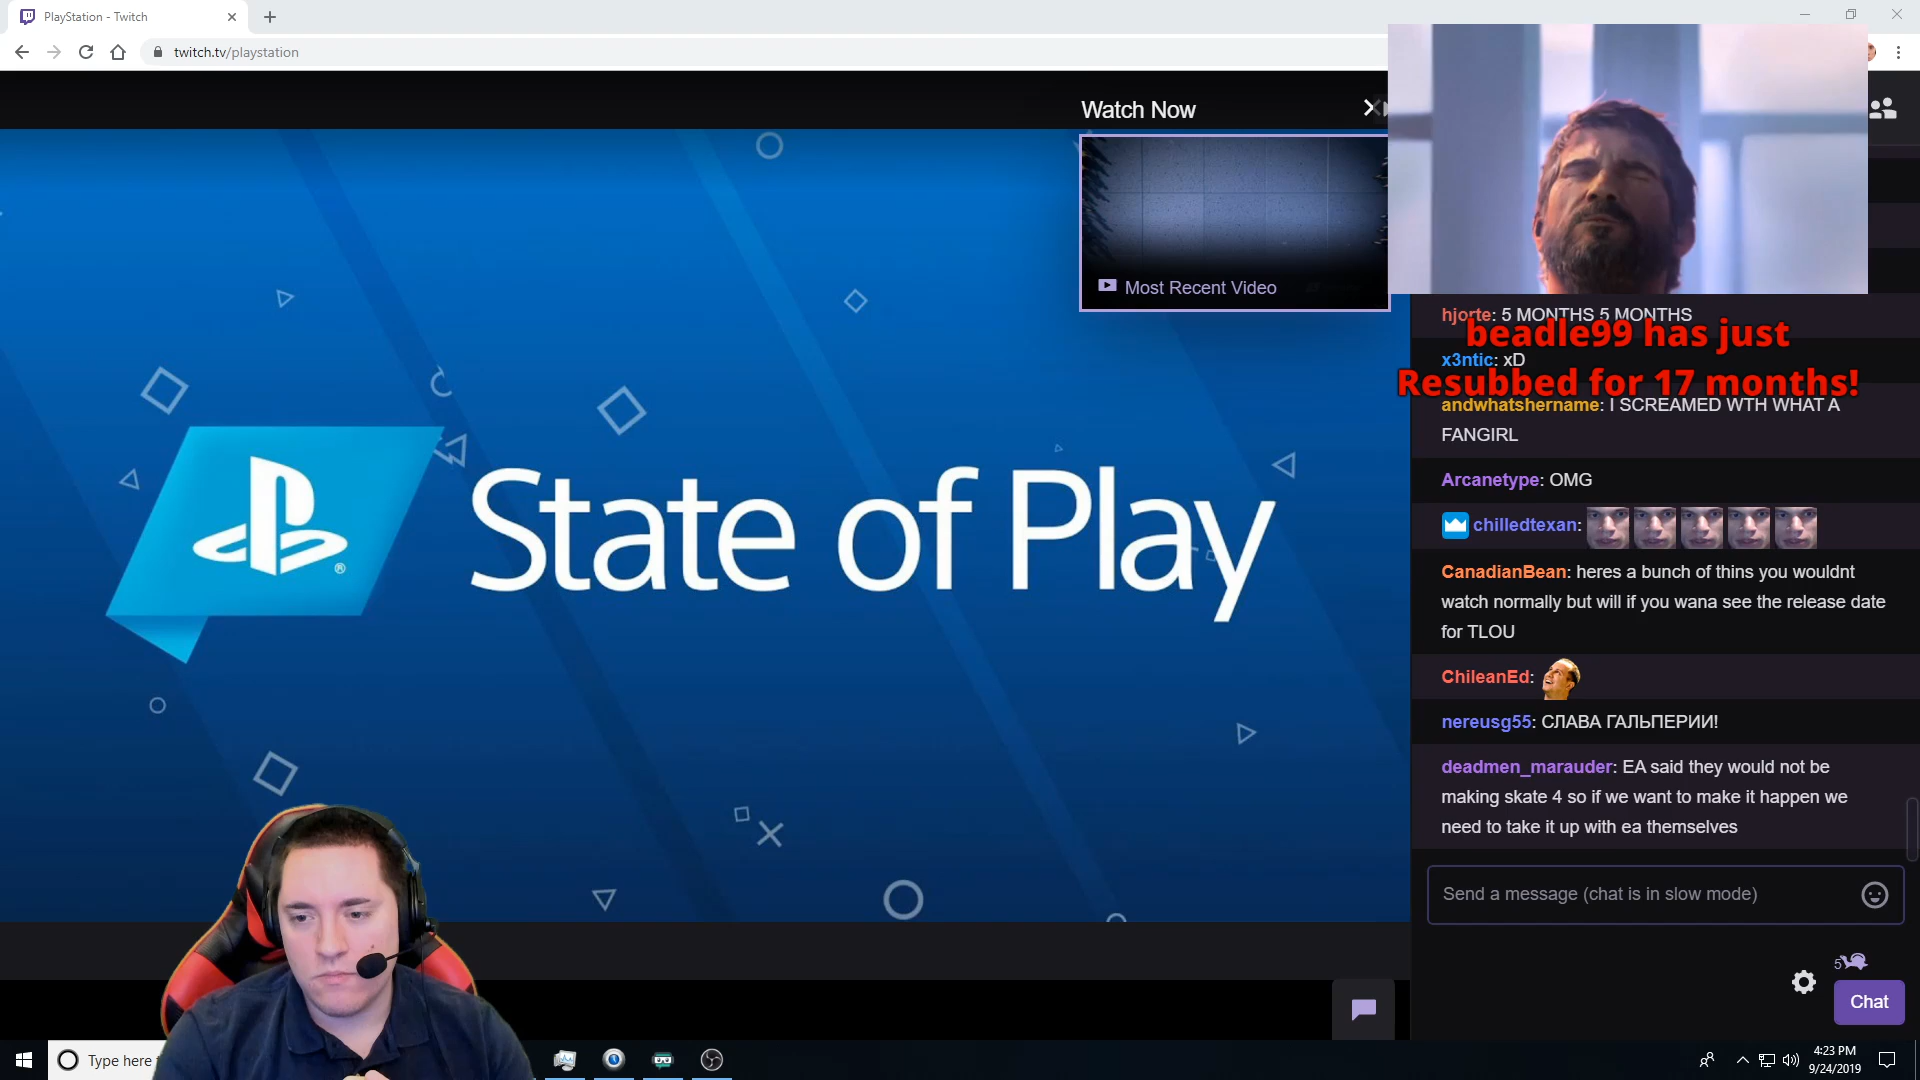 PlayStation - Twitch
twitch.tv/playstation
Watch Now
Most Recent Video
State of Play
®
hjorte: 5 MONTHS 5 MONTHS
beadle99 has just
x3ntic: xD
Resubbed for 17 months!
andwhatshername: I SCREAMED WTH WHAT A
FANGIRL
Arcanetype: OMG
chilledtexan:
CanadianBean: heres a bunch of thins you wouldnt
watch normally but will if you wana see the release date
for TLOU
ChileanEd:
nereusg55: СЛАВА ГАЛЬПЕРИИ!
deadmen_marauder: EA said they would not be
making skate 4 so if we want to make it happen we
need to take it up with ea themselves
Send a message (chat is in slow mode)
5
Chat
Type here
4:23 PM
9/24/2019